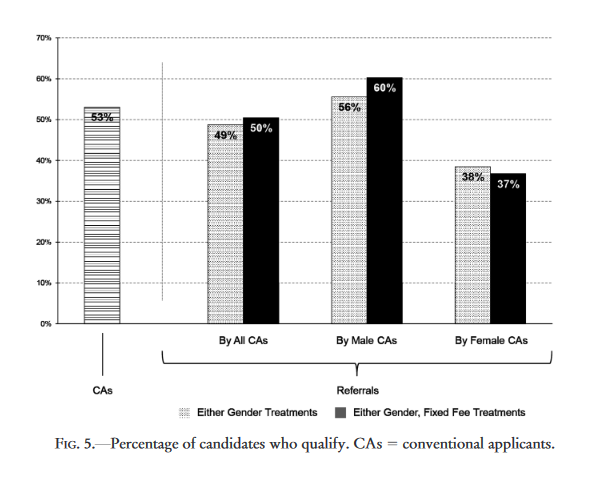 70%
60%
50%
40%
30%
20%
10%
0%
53%
49%
50%
56%
60%
38%
37%
By All CAs
By Male CAs
By Female CAs
CAs
Referrals
Either Gender Treatments
Either Gender, Fixed Fee Treatments
FIG. 5.—Percentage of candidates who qualify. CAs = conventional applicants.